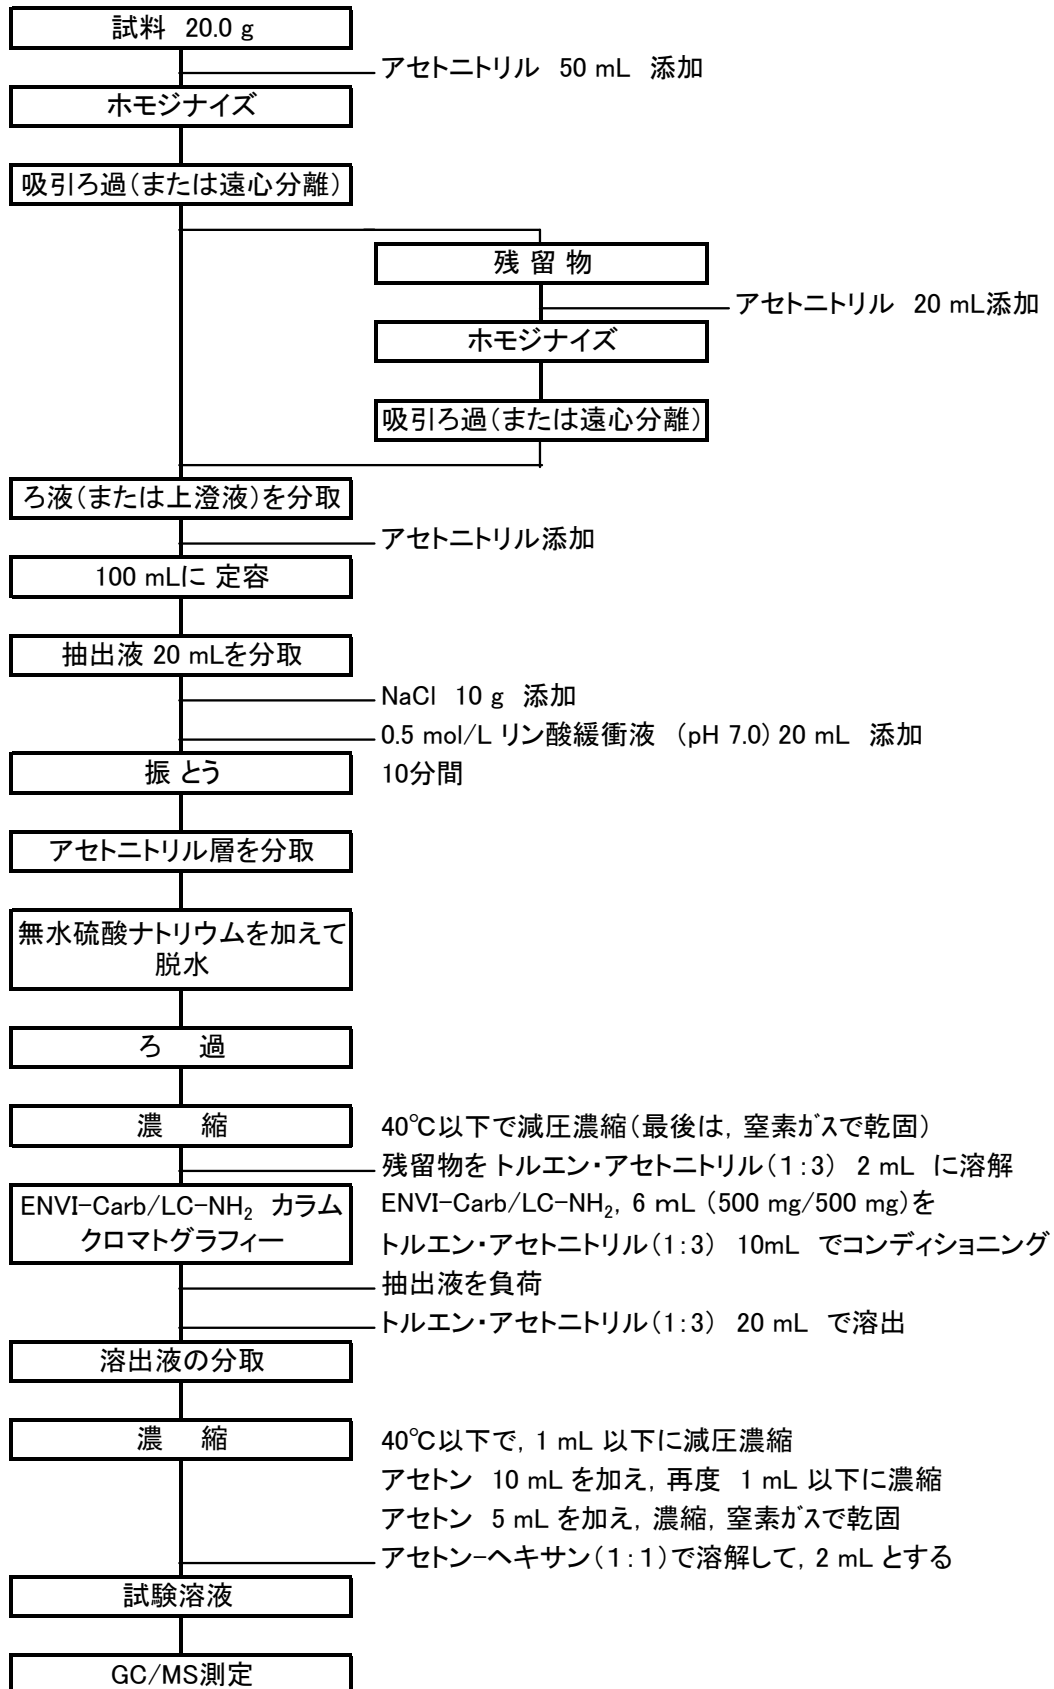 試料 20.0 g
アセトニトリル 50 mL 添加
ホモジナイズ
吸引ろ過(または遠心分離)
残 留 物
アセトニトリル 20 mL添加
ホモジナイズ
吸引ろ過(または遠心分離)
ろ液(または上澄液)を分取
アセトニトリル添加
100 mLに 定容
抽出液 20 mLを分取
NaCl 10 g 添加
0.5 mol/L リン酸緩衝液 (pH 7.0) 20 mL 添加
振 とう
10分間
アセトニトリル層を分取
無水硫酸ナトリウムを加えて
脱水
ろ 過
濃 縮
40℃以下で減圧濃縮(最後は, 窒素ガスで乾固)
残留物を トルエン・アセトニトリル(1:3) 2 mL に溶解
ENVI-Carb/LC-NH₂ カラム
クロマトグラフィー
ENVI-Carb/LC-NH₂, 6 mL (500 mg/500 mg)を
トルエン・アセトニトリル(1:3) 10mL でコンディショニング
抽出液を負荷
トルエン・アセトニトリル(1:3) 20 mL で溶出
溶出液の分取
濃 縮
40℃以下で, 1 mL 以下に減圧濃縮
アセトン 10 mL を加え, 再度 1 mL 以下に濃縮
アセトン 5 mL を加え, 濃縮, 窒素ガスで乾固
アセトン-ヘキサン(1:1)で溶解して, 2 mL とする
試験溶液
GC/MS測定